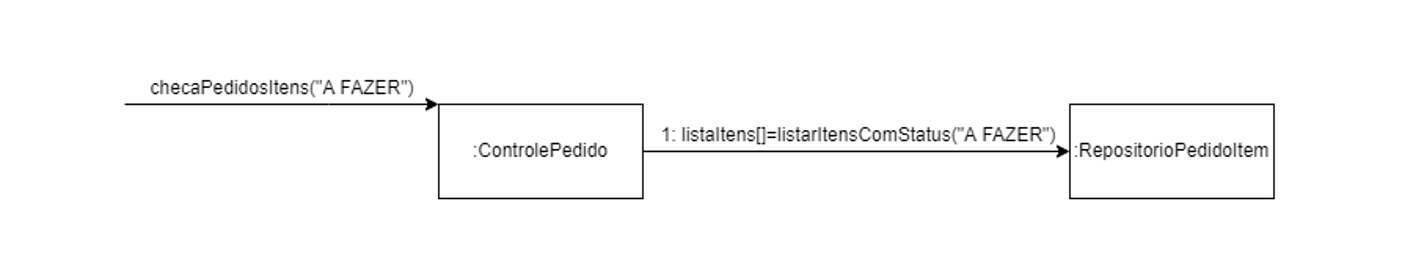 checaPedidosItens("A FAZER")
:ControlePedido
1: listaItens[]=listarItensComStatus("A FAZER")
:RepositorioPedidoItem